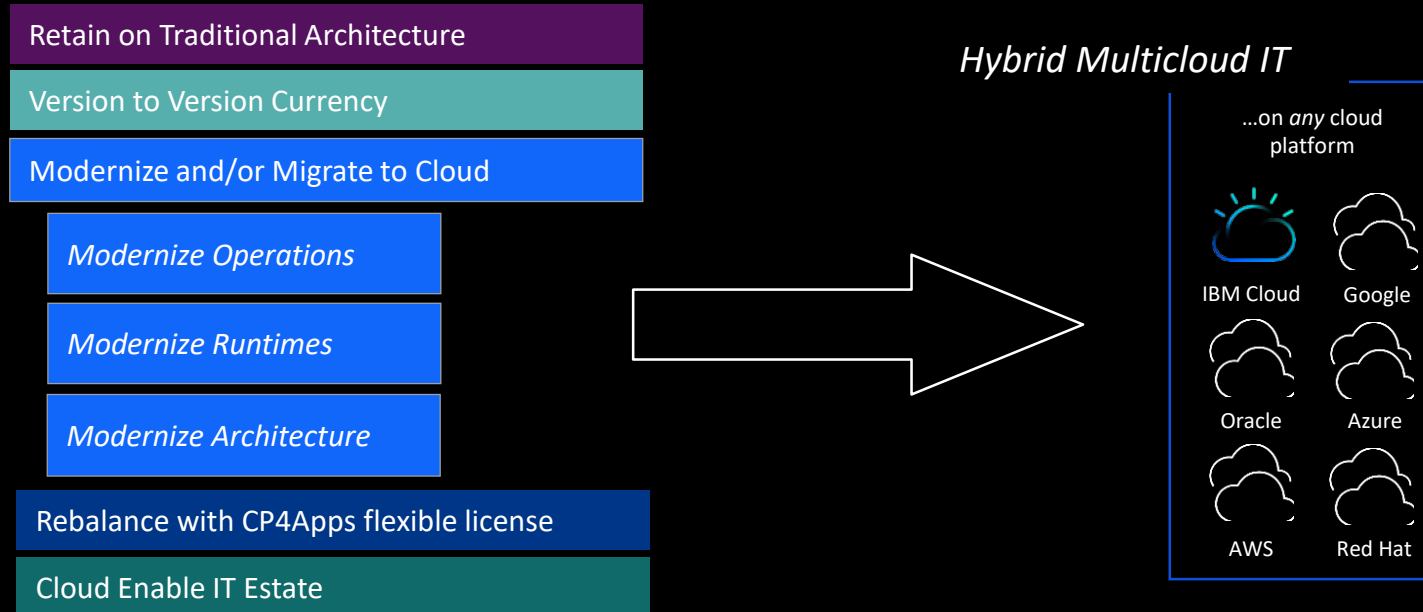 Retain on Traditional Architecture
Version to Version Currency
Modernize and/or Migrate to Cloud
Modernize Operations
Modernize Runtimes
Modernize Architecture
Rebalance with CP4Apps flexible license
Cloud Enable IT Estate
Hybrid Multicloud IT
...on any cloud
platform
IBM Cloud
Google
Oracle
Azure
AWS
Red Hat